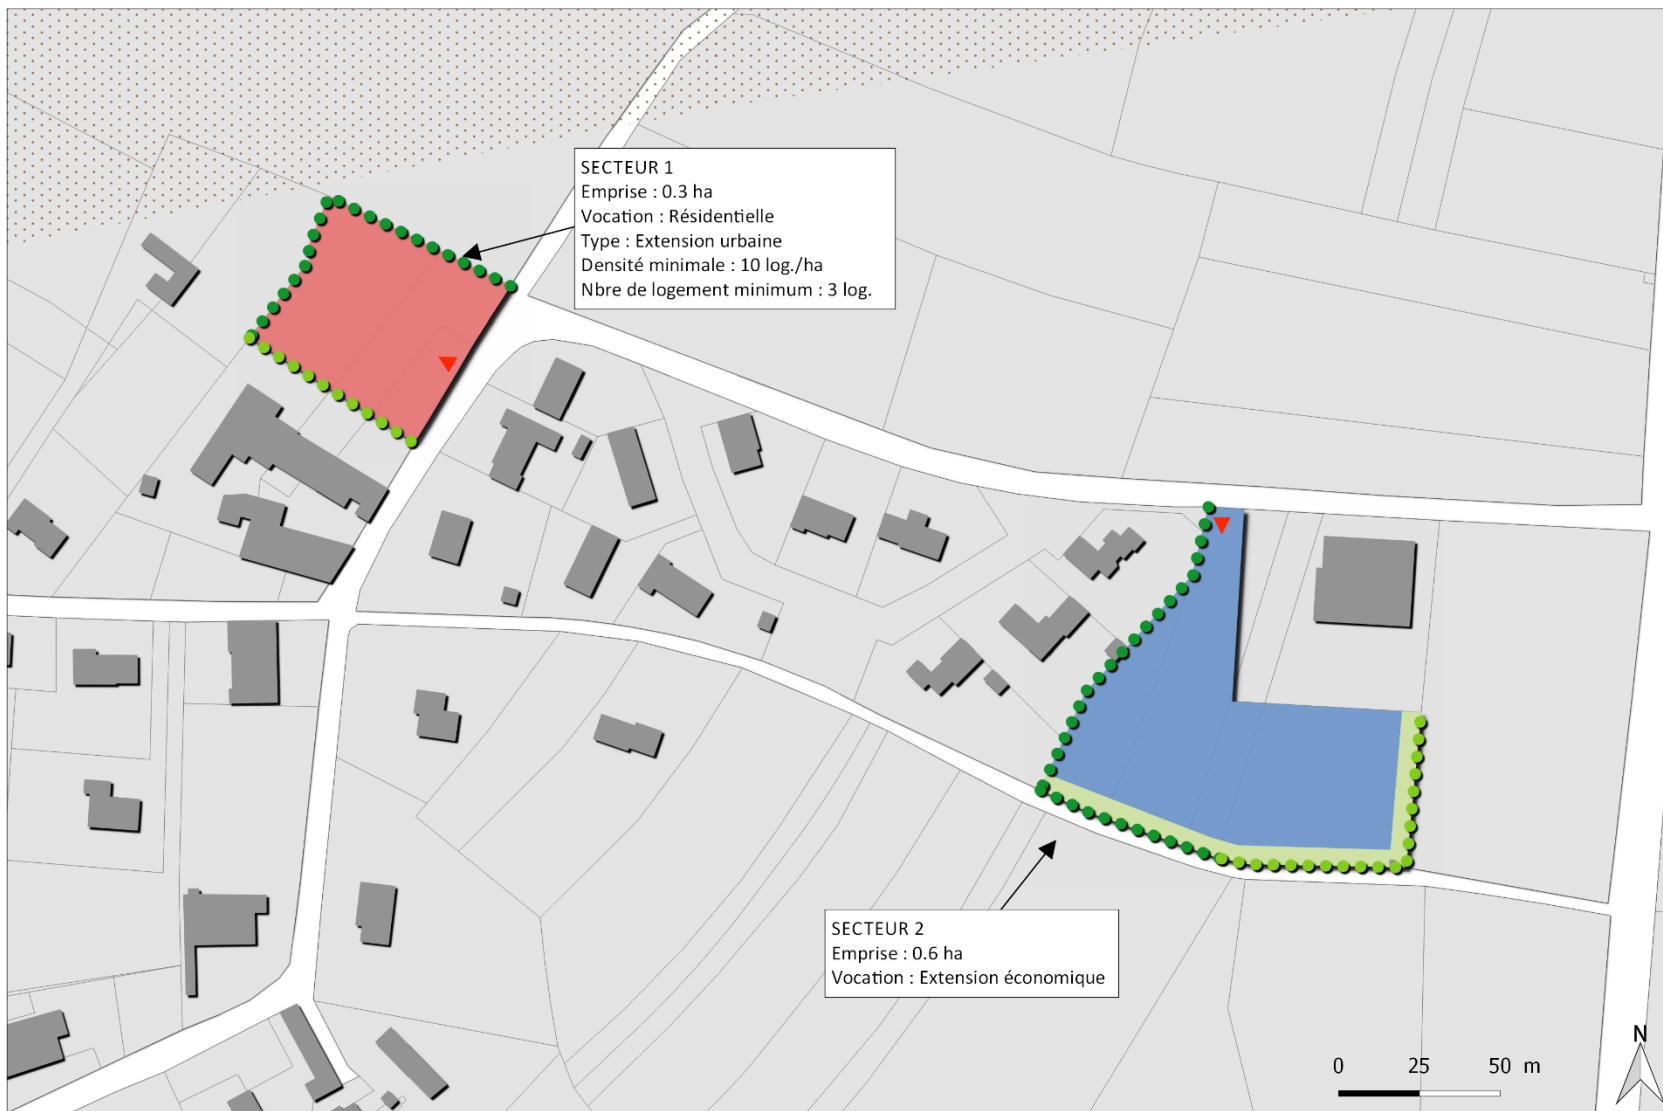 SECTEUR 1
Emprise : 0.3 ha
Vocation : Résidentielle
Type : Extension urbaine
Densité minimale : 10 log./ha
Nbre de logement minimum : 3 log.
SECTEUR 2
Emprise : 0.6 ha
Vocation : Extension économique
N
0 25 50 m